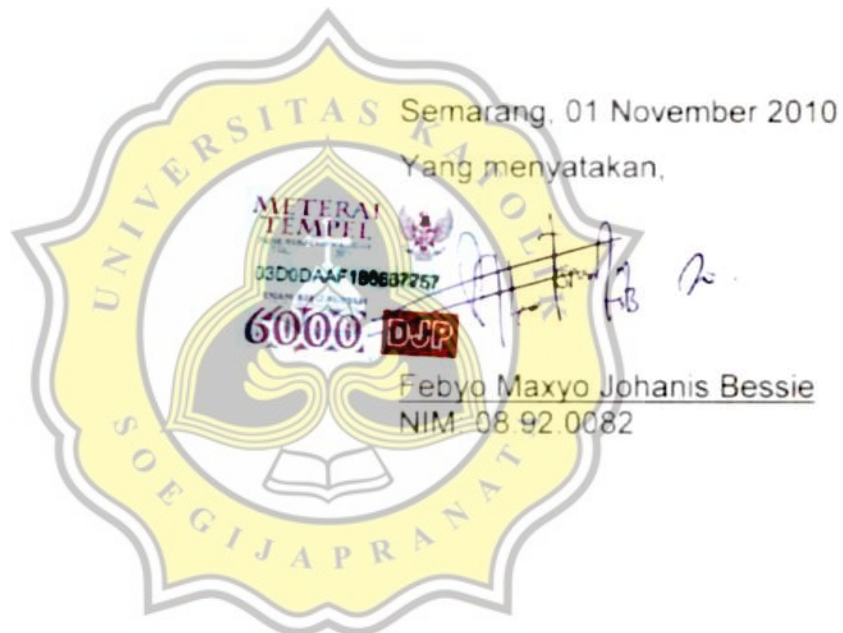 UNIVERSITAS KATOLIK
SOEGIJAPRANATA
Semarang, 01 November 2010
Yang menyatakan,
METERAI
TEMPEL
6000 DJP
Febyo Maxyo Johanis Bessie
NIM 08.92.0082